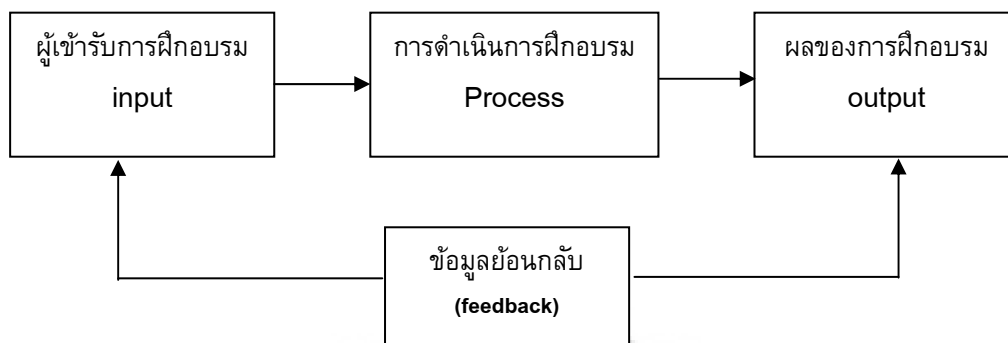 ผู้เข้ารับการฝึกอบรม
input
การดำเนินการฝึกอบรม
Process
ผลของการฝึกอบรม
output
ข้อมูลย้อนกลับ
(feedback)